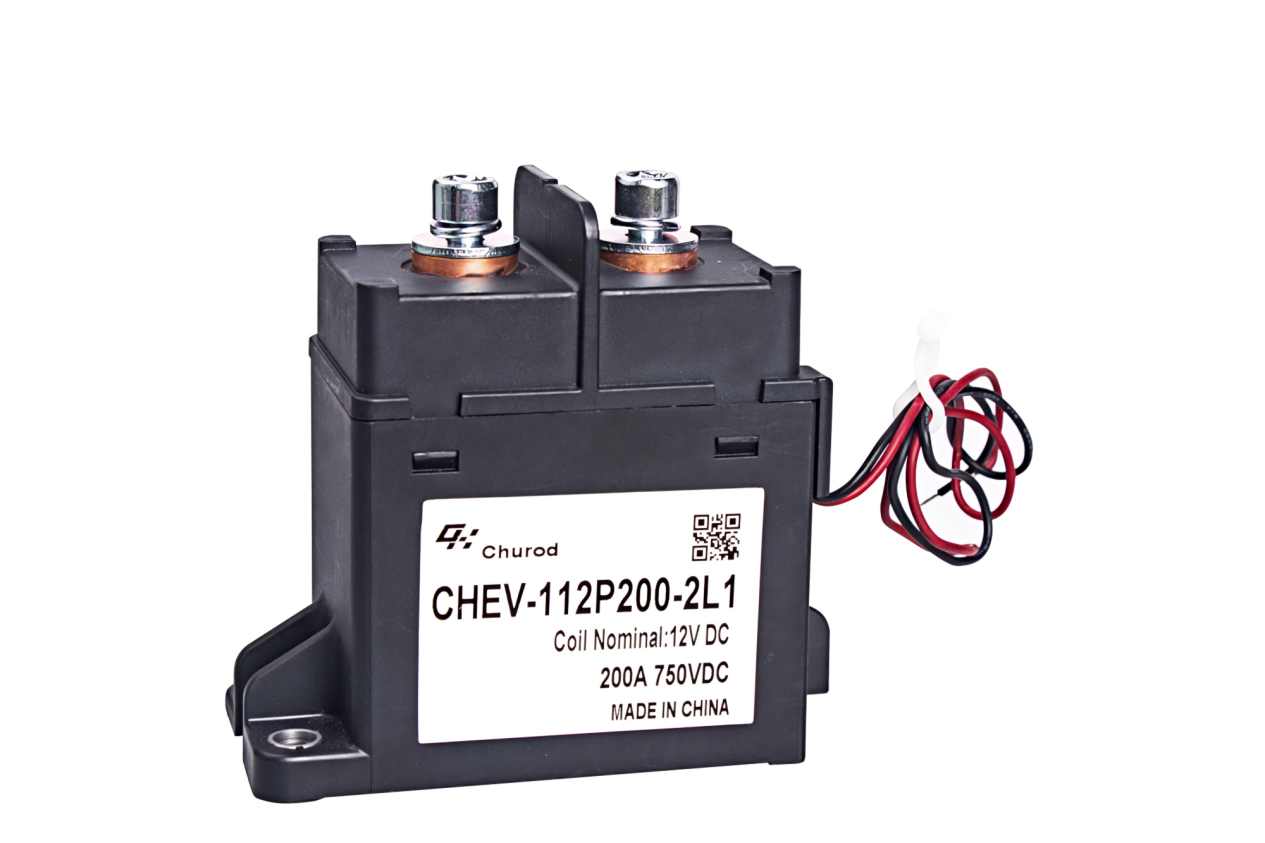 Churod
CHEV-112P200-2L1
Coil Nominal:12V DC
200A 750VDC
MADE IN CHINA